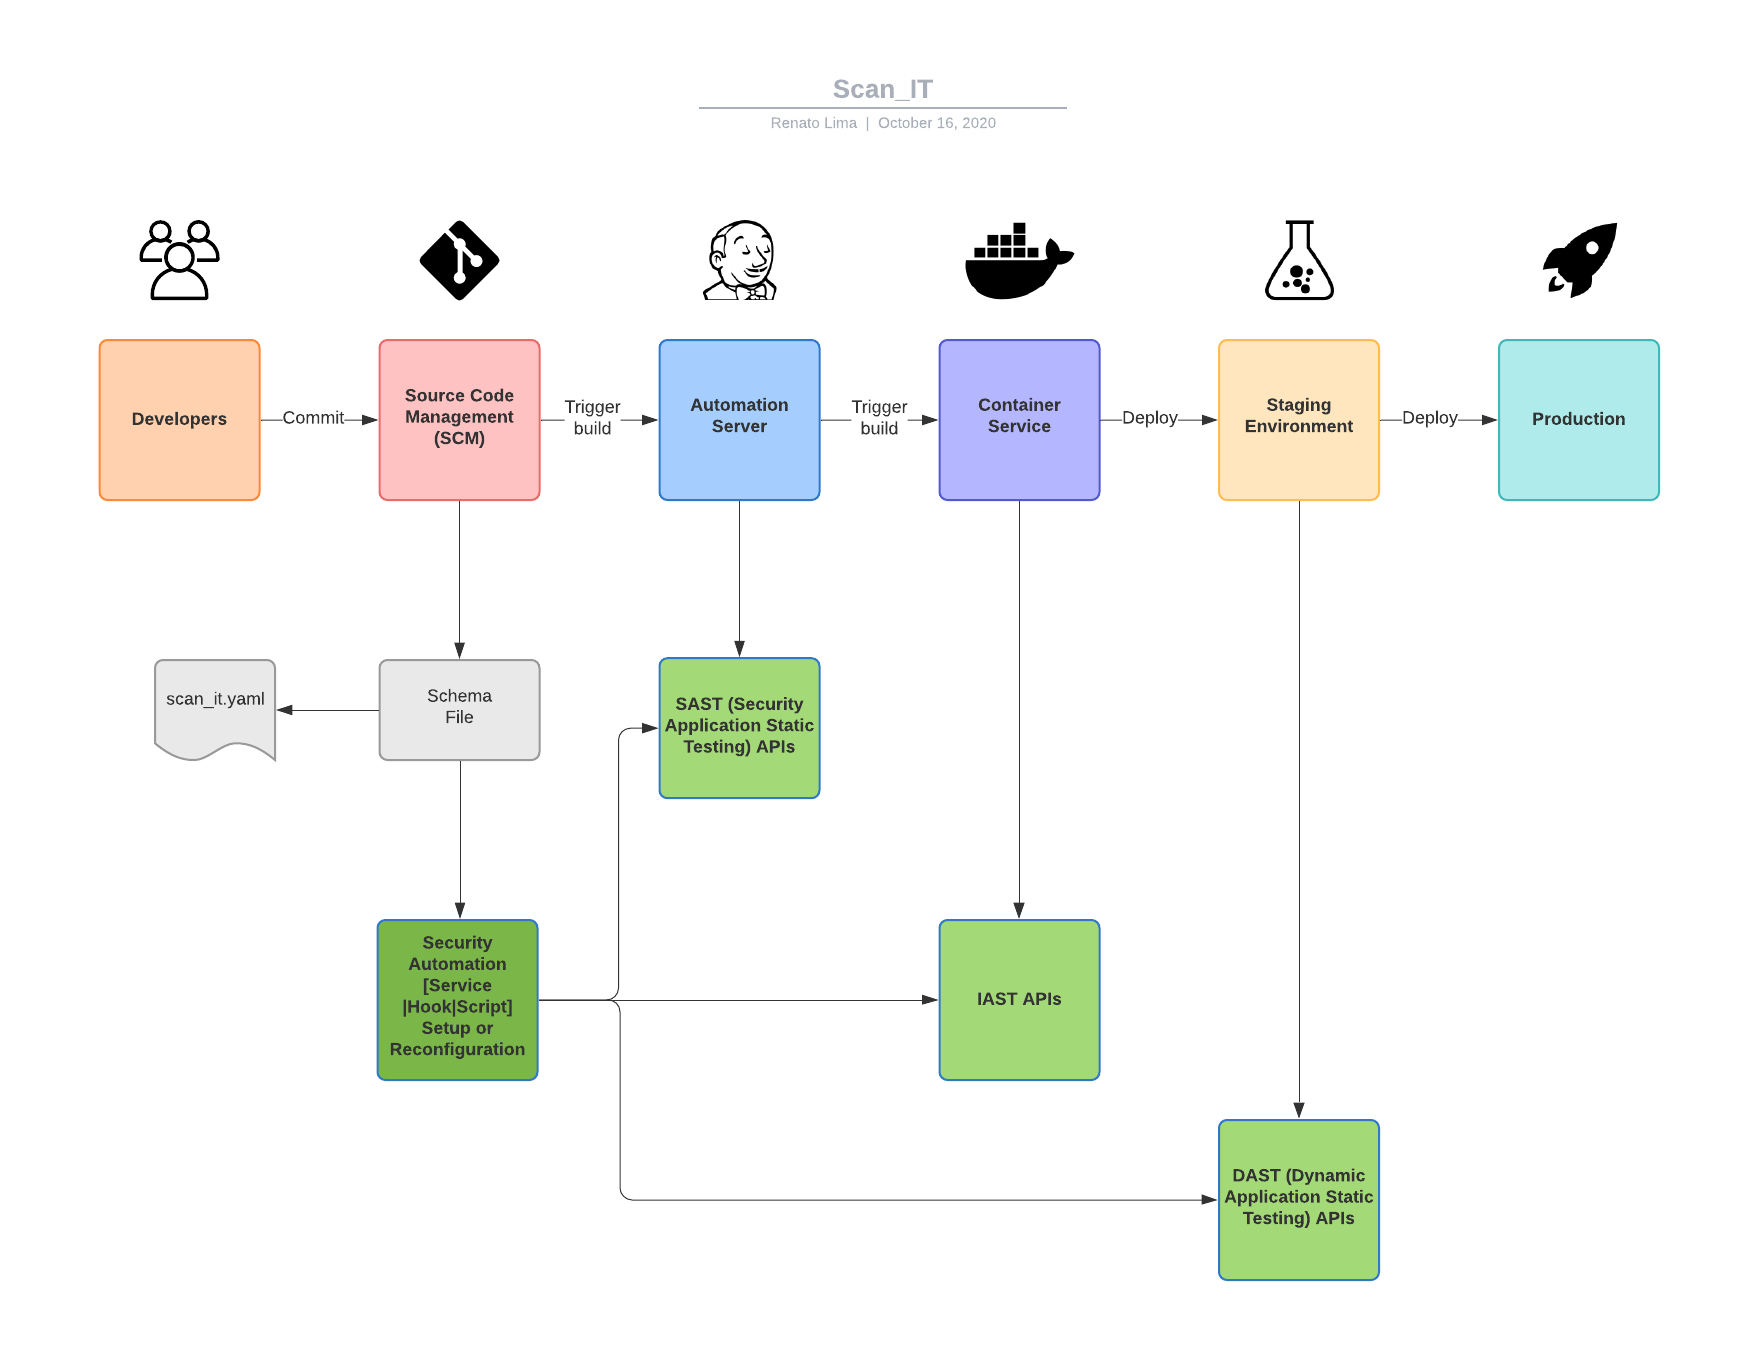 Scan_IT
Renato Lima | October 16, 2020
Developers
Commit
Source Code
Management
(SCM)
Trigger
build
Automation
Server
Trigger
build
Container
Service
Deploy
Staging
Environment
Deploy
Production
scan_it.yaml
Schema
File
SAST (Security
Application Static
Testing) APIs
Security
Automation
[Service
|Hook|Script]
Setup or
Reconfiguration
IAST APIs
DAST (Dynamic
Application Static
Testing) APIs